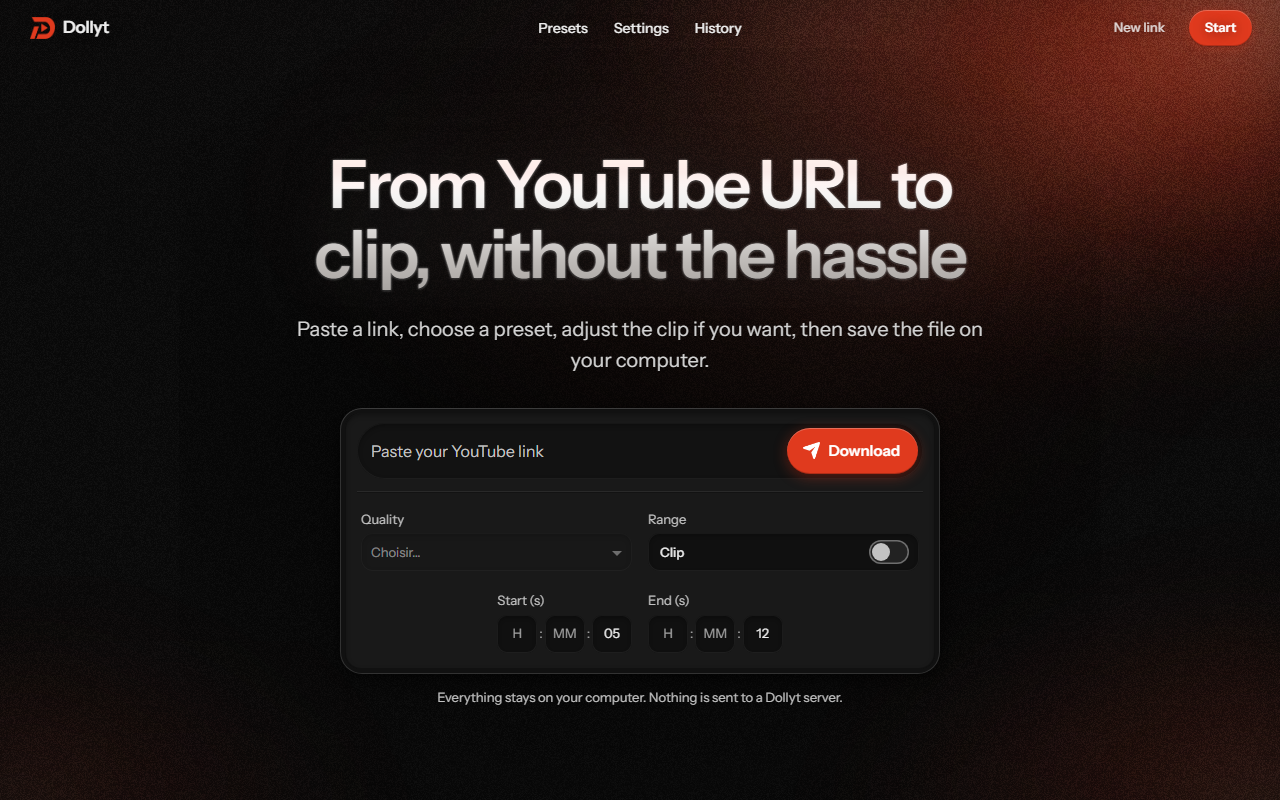 Dollyt
Presets Settings History
New link Start
From YouTube URL to
clip, without the hassle
Paste a link, choose a preset, adjust the clip if you want, then save the file on
your computer.
Paste your YouTube link Download
Quality Range
Choisir... Clip
Start (s) End (s)
H : MM : 05 H : MM : 12
Everything stays on your computer. Nothing is sent to a Dollyt server.